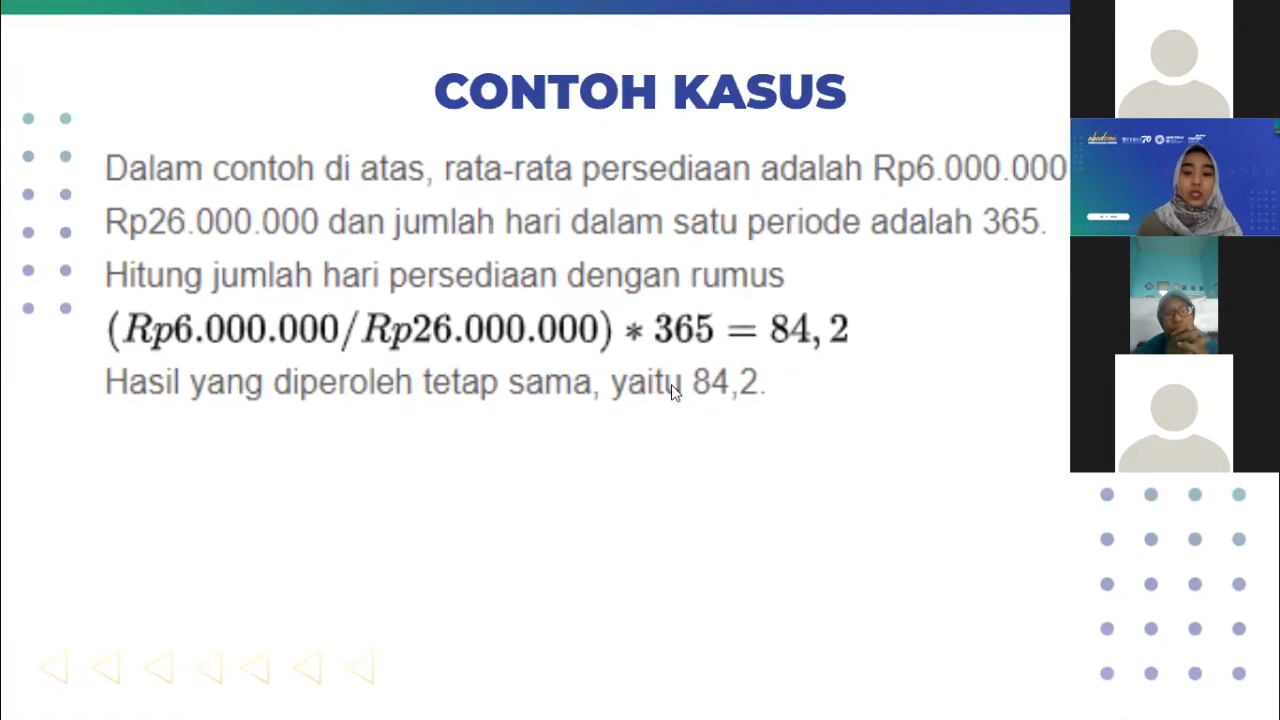 CONTOH KASUS
Dalam contoh di atas, rata-rata persediaan adalah Rp6.000.000
Rp26.000.000 dan jumlah hari dalam satu periode adalah 365.
Hitung jumlah hari persediaan dengan rumus
(Rp6.000.000/Rp26.000.000) * 365 = 84, 2
Hasil yang diperoleh tetap sama, yaitu 84,2.